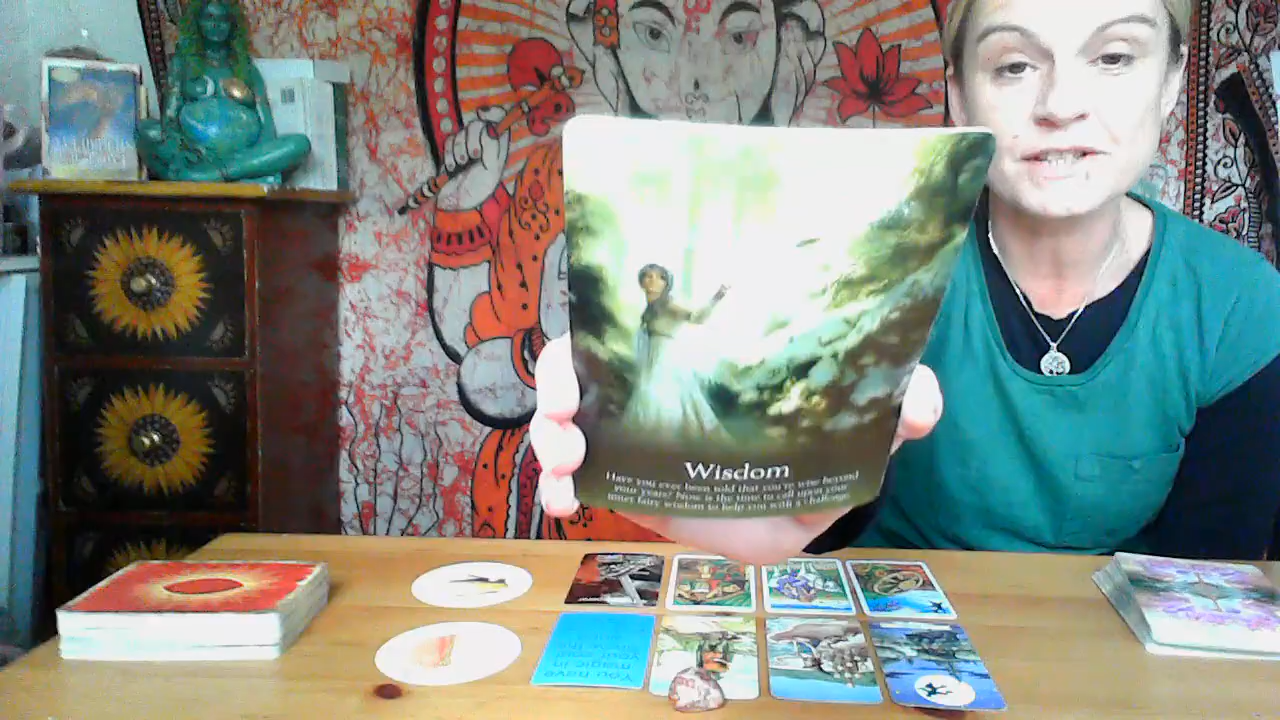 Wisdom
Have you ever been told that you're wise beyond
your years? Now is the time to call upon your
inner fairy wisdom to help you with a challenge.
You have
magic in